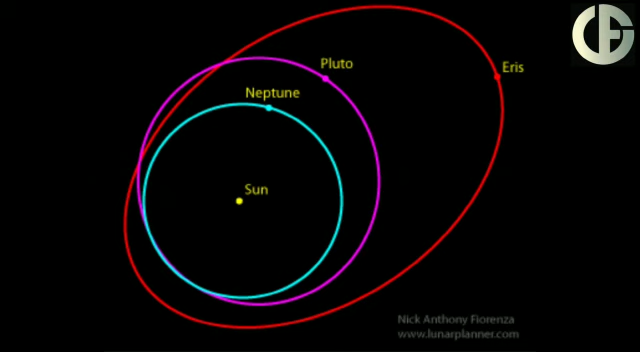 Pluto
Eris
Neptune
Sun
Nick Anthony Fiorenza
www.lunarplanner.com